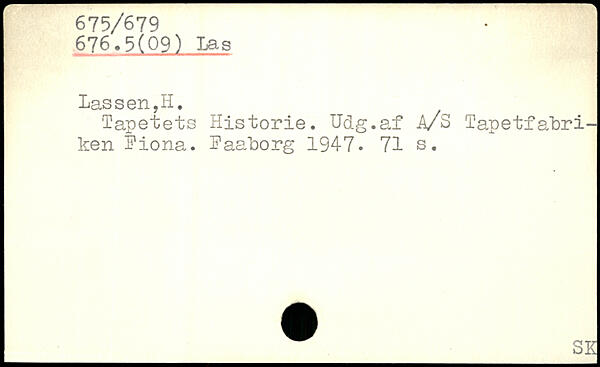 675/679
676.5(09) Las
Lassen,H.
Tapetets Historie. Udg.af A/S Tapetfabri-
ken Fiona. Faaborg 1947. 71 s.
SK